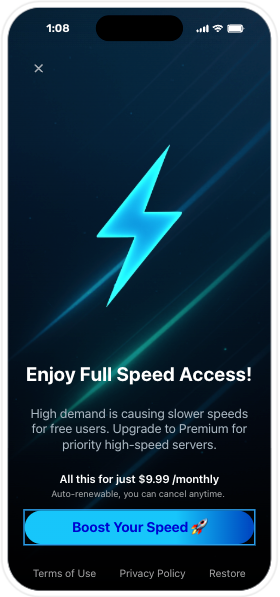 1:08
Enjoy Full Speed Access!
High demand is causing slower speeds
for free users. Upgrade to Premium for
priority high-speed servers.
All this for just $9.99 /monthly
Auto-renewable, you can cancel anytime.
Boost Your Speed 🚀
Terms of Use Privacy Policy Restore